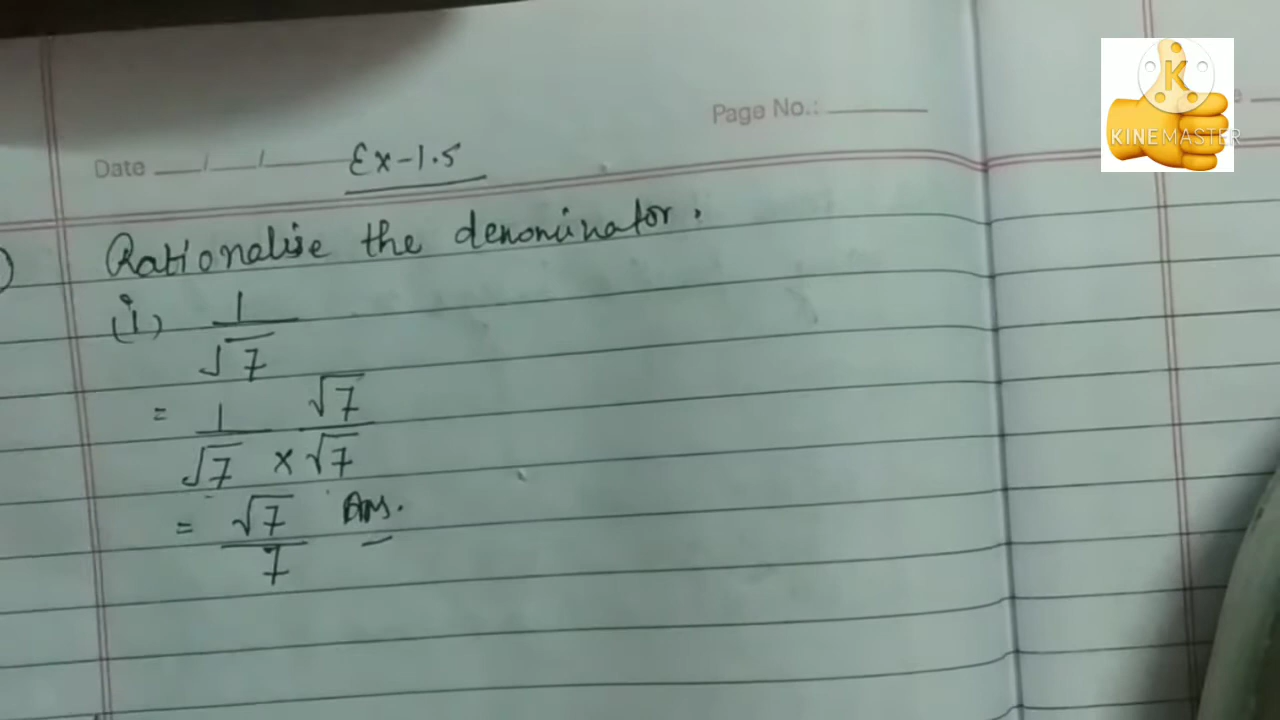 Page No.:
KINEMASTER
Date / / Ex-1.5
) Rationalise the denominator.
(i) 1/√7
= 1/√7 × √7/√7
= √7/7 Ans.